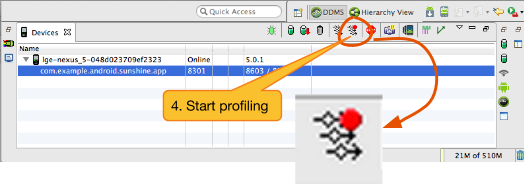 Quick Access
DDMS Hierarchy View
Devices
Name
lge-nexus_5-048d023709ef2323 Online 5.0.1
com.example.android.sunshine.app 8301 8603 /
4. Start profiling
21M of 510M